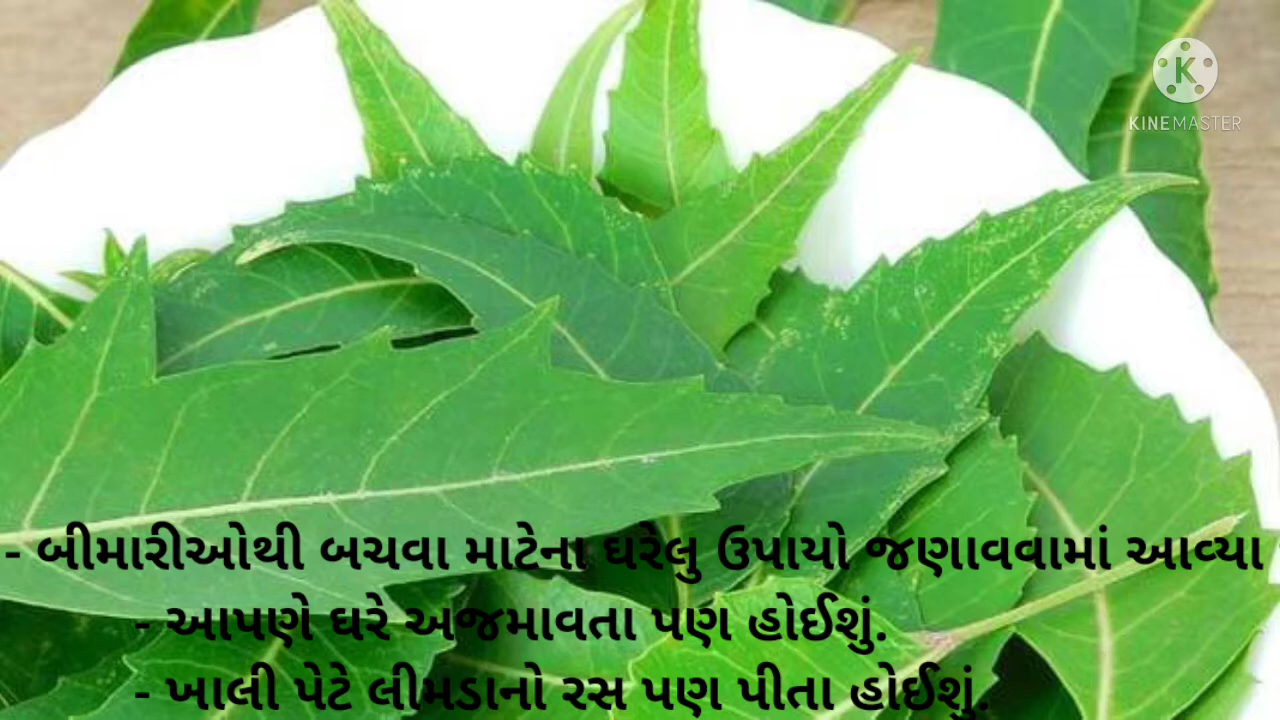 KINEMASTER
- બીમારીઓથી બચવા માટેના ઘરેલુ ઉપાયો જણાવવામાં આવ્યા
- આપણે ઘરે અજમાવતા પણ હોઈશું.
- ખાલી પેટે લીમડાનો રસ પણ પીતા હોઈશું.